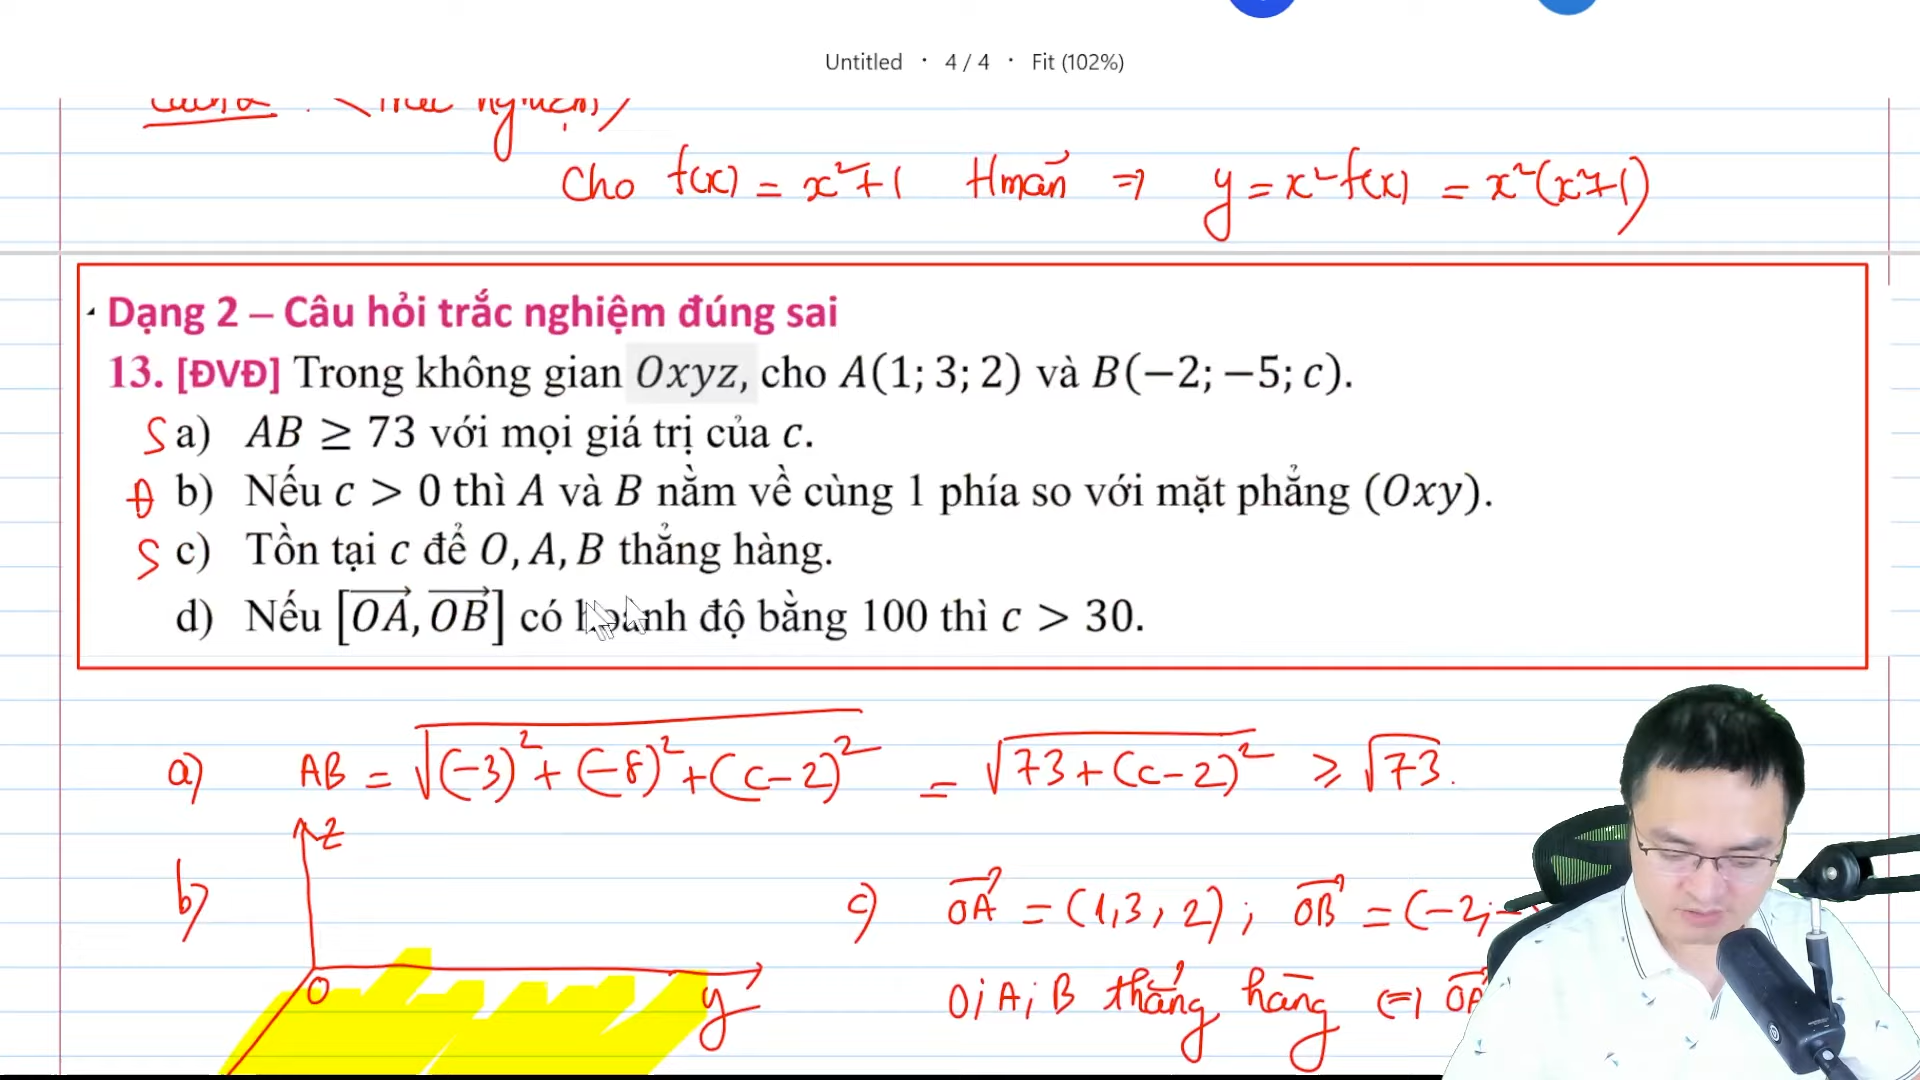 Untitled · 4 / 4 · Fit (102%)
Cho f(x) = x²+1 Hmãn ⇒ y = x² f(x) = x²(x²+1)
Dạng 2 – Câu hỏi trắc nghiệm đúng sai
13. [ĐVĐ] Trong không gian Oxyz, cho A(1; 3; 2) và B(−2; −5; c).
S a) AB ≥ 73 với mọi giá trị của c.
Đ b) Nếu c > 0 thì A và B nằm về cùng 1 phía so với mặt phẳng (Oxy).
S c) Tồn tại c để O, A, B thẳng hàng.
d) Nếu [OA, OB] có hoành độ bằng 100 thì c > 30.
a) AB = √(−3)² + (−8)² + (c−2)² = √73 + (c−2)² ≥ √73.
z
b)
O
y
c) OA = (1, 3, 2); OB = (−2; −
O; A; B thẳng hàng ⇔ OA